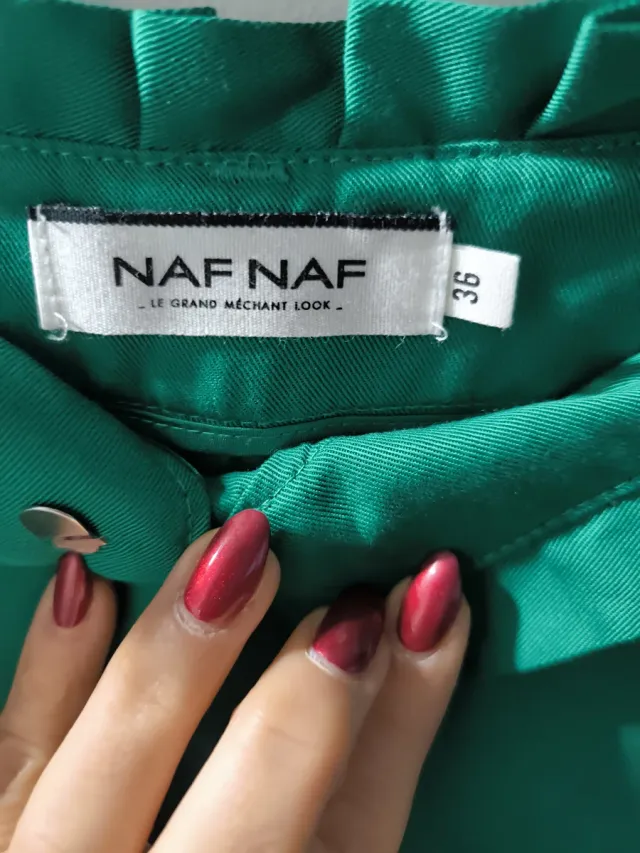 NAF NAF
- LE GRAND MÉCHANT LOOK -
36